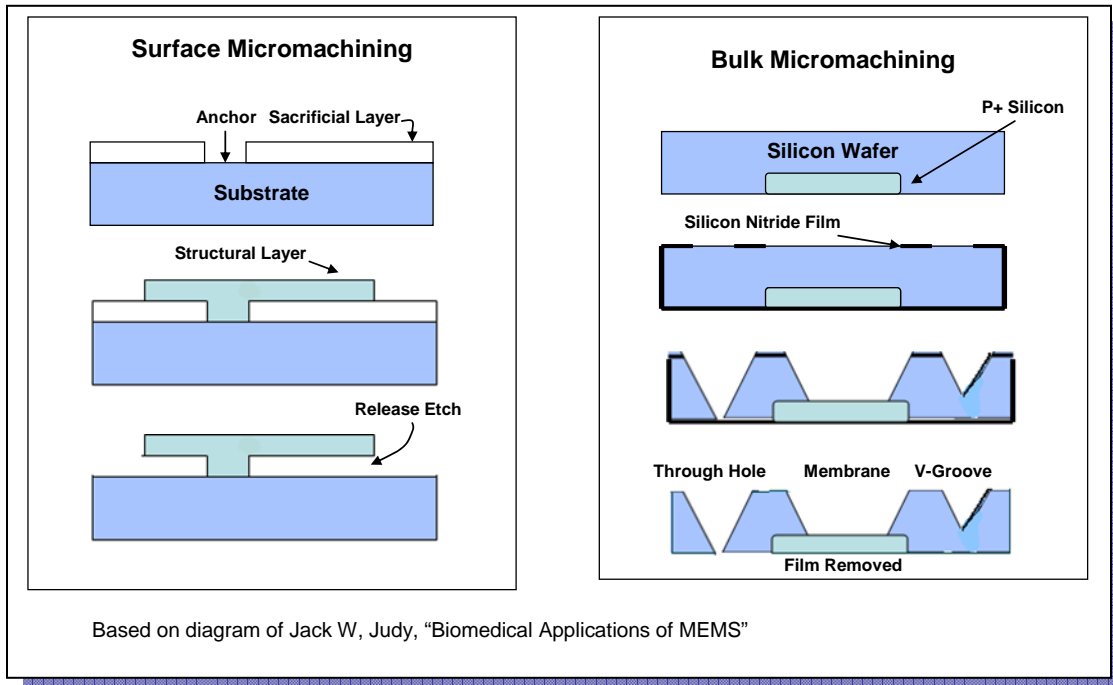 Surface Micromachining
Anchor
Sacrificial Layer
Substrate
Structural Layer
Release Etch
Bulk Micromachining
P+ Silicon
Silicon Wafer
Silicon Nitride Film
Through Hole
Membrane
V-Groove
Film Removed
Based on diagram of Jack W, Judy, “Biomedical Applications of MEMS”